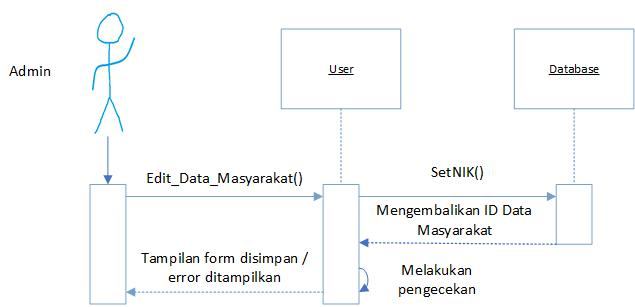 Admin
User
Database
Edit_Data_Masyarakat()
SetNIK()
Mengembalikan ID Data
Masyarakat
Tampilan form disimpan /
error ditampilkan
Melakukan
pengecekan